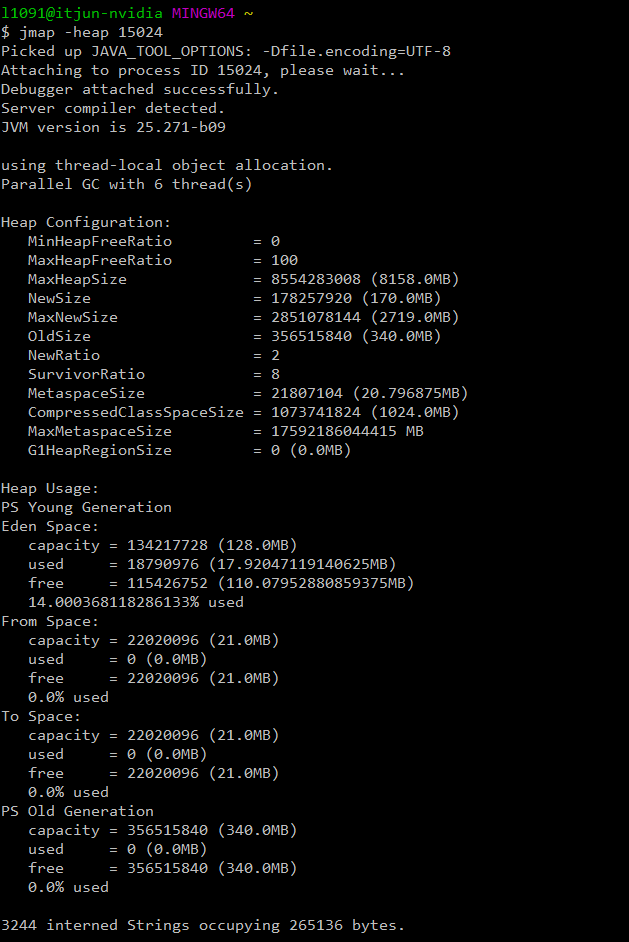 l1091@itjun-nvidia MINGW64 ~
$ jmap -heap 15024
Picked up JAVA_TOOL_OPTIONS: -Dfile.encoding=UTF-8
Attaching to process ID 15024, please wait...
Debugger attached successfully.
Server compiler detected.
JVM version is 25.271-b09

using thread-local object allocation.
Parallel GC with 6 thread(s)

Heap Configuration:
   MinHeapFreeRatio         = 0
   MaxHeapFreeRatio         = 100
   MaxHeapSize              = 8554283008 (8158.0MB)
   NewSize                  = 178257920 (170.0MB)
   MaxNewSize               = 2851078144 (2719.0MB)
   OldSize                  = 356515840 (340.0MB)
   NewRatio                 = 2
   SurvivorRatio            = 8
   MetaspaceSize            = 21807104 (20.796875MB)
   CompressedClassSpaceSize = 1073741824 (1024.0MB)
   MaxMetaspaceSize         = 17592186044415 MB
   G1HeapRegionSize         = 0 (0.0MB)

Heap Usage:
PS Young Generation
Eden Space:
   capacity = 134217728 (128.0MB)
   used     = 18790976 (17.92047119140625MB)
   free     = 115426752 (110.07952880859375MB)
   14.000368118286133% used
From Space:
   capacity = 22020096 (21.0MB)
   used     = 0 (0.0MB)
   free     = 22020096 (21.0MB)
   0.0% used
To Space:
   capacity = 22020096 (21.0MB)
   used     = 0 (0.0MB)
   free     = 22020096 (21.0MB)
   0.0% used
PS Old Generation
   capacity = 356515840 (340.0MB)
   used     = 0 (0.0MB)
   free     = 356515840 (340.0MB)
   0.0% used

3244 interned Strings occupying 265136 bytes.